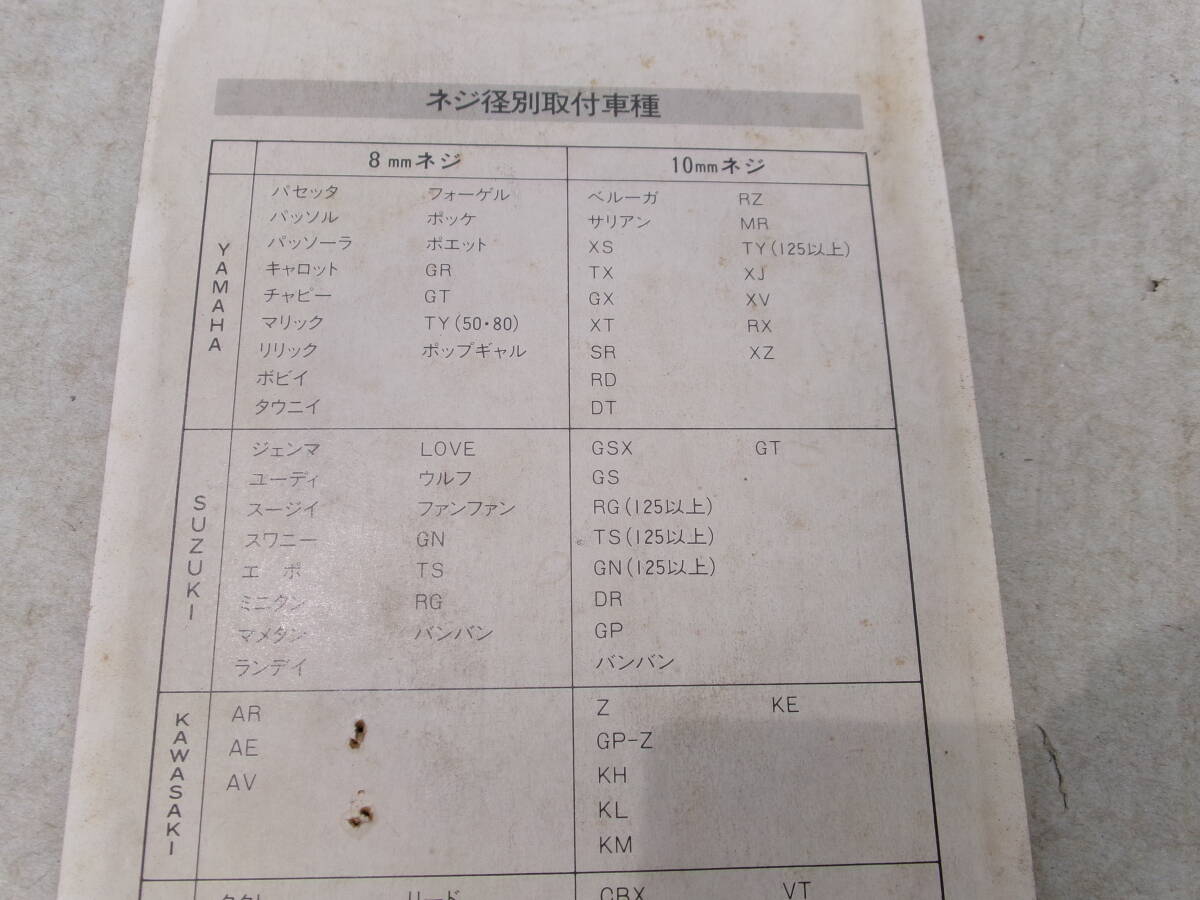 ネジ径別取付車種
8mmネジ 10mmネジ
YAMAHA
パセッタ フォーゲル ベルーガ RZ
パッソル ポッケ サリアン MR
パッソーラ ポエット XS TY(125以上)
キャロット GR TX XJ
チャピー GT GX XV
マリック TY(50・80) XT RX
リリック ポップギャル SR XZ
ボビイ RD
タウニイ DT
SUZUKI
ジェンマ LOVE GSX GT
ユーディ ウルフ GS
スージイ ファンファン RG(125以上)
スワニー GN TS(125以上)
エポ TS GN(125以上)
ミニタン RG DR
マメタン バンバン GP
ランデイ バンバン
KAWASAKI
AR Z KE
AE GP-Z
AV KH
KL
KM
リード CBX VT